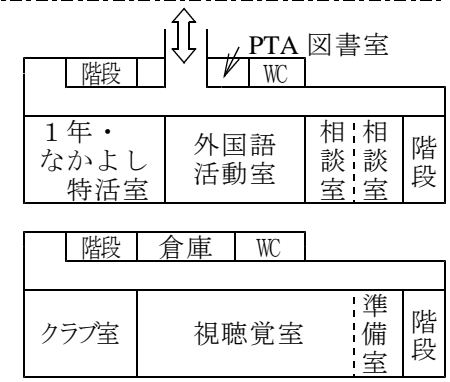 PTA 図書室
階段
WC
１年・
なかよし
特活室
外国語
活動室
相談室
相談室
階段
階段
倉庫
WC
クラブ室
視聴覚室
準備室
階段